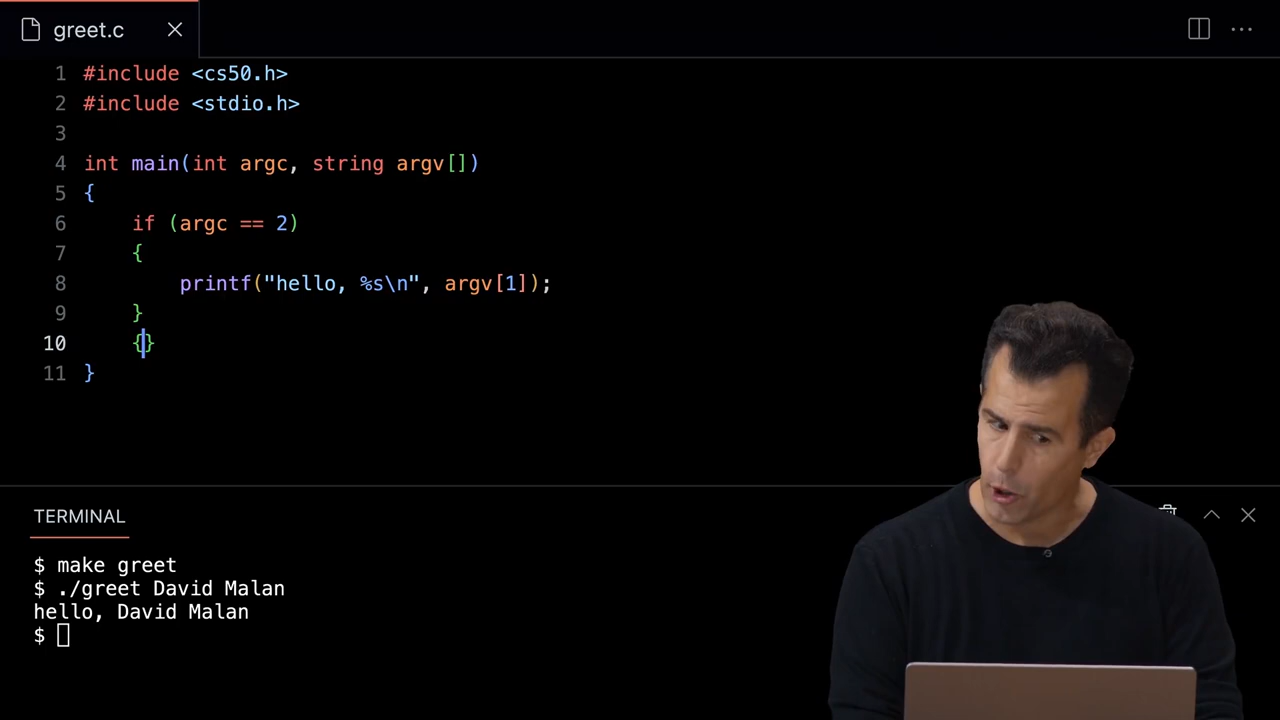 greet.c
1 #include <cs50.h>
2 #include <stdio.h>
3
4 int main(int argc, string argv[])
5 {
6     if (argc == 2)
7     {
8         printf("hello, %s\n", argv[1]);
9     }
10     {}
11 }
TERMINAL
$ make greet
$ ./greet David Malan
hello, David Malan
$